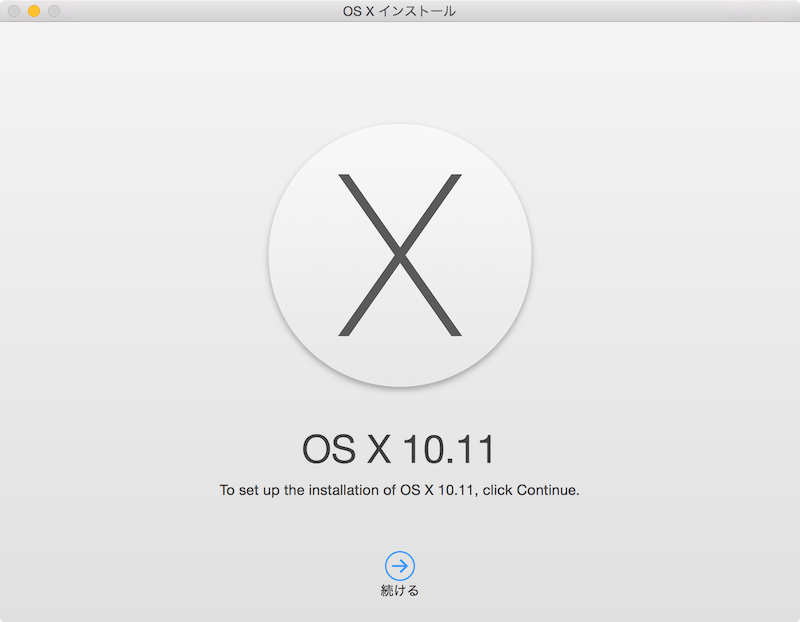 OS X インストール
X
OS X 10.11
To set up the installation of OS X 10.11, click Continue.
続ける